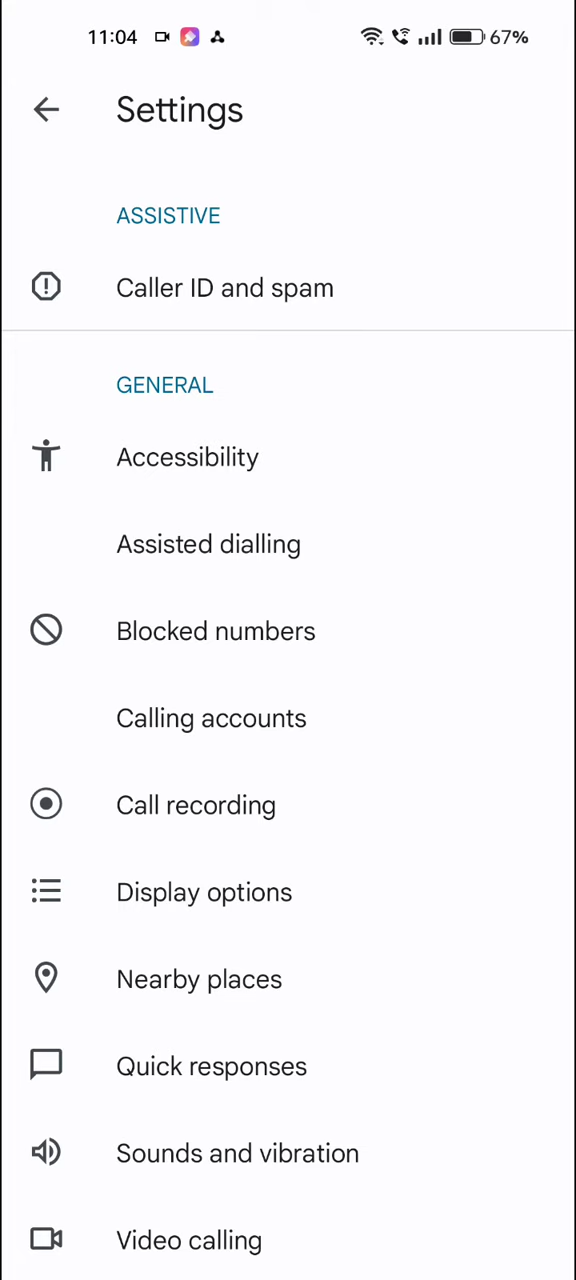 11:04
67%
Settings
ASSISTIVE
Caller ID and spam
GENERAL
Accessibility
Assisted dialling
Blocked numbers
Calling accounts
Call recording
Display options
Nearby places
Quick responses
Sounds and vibration
Video calling